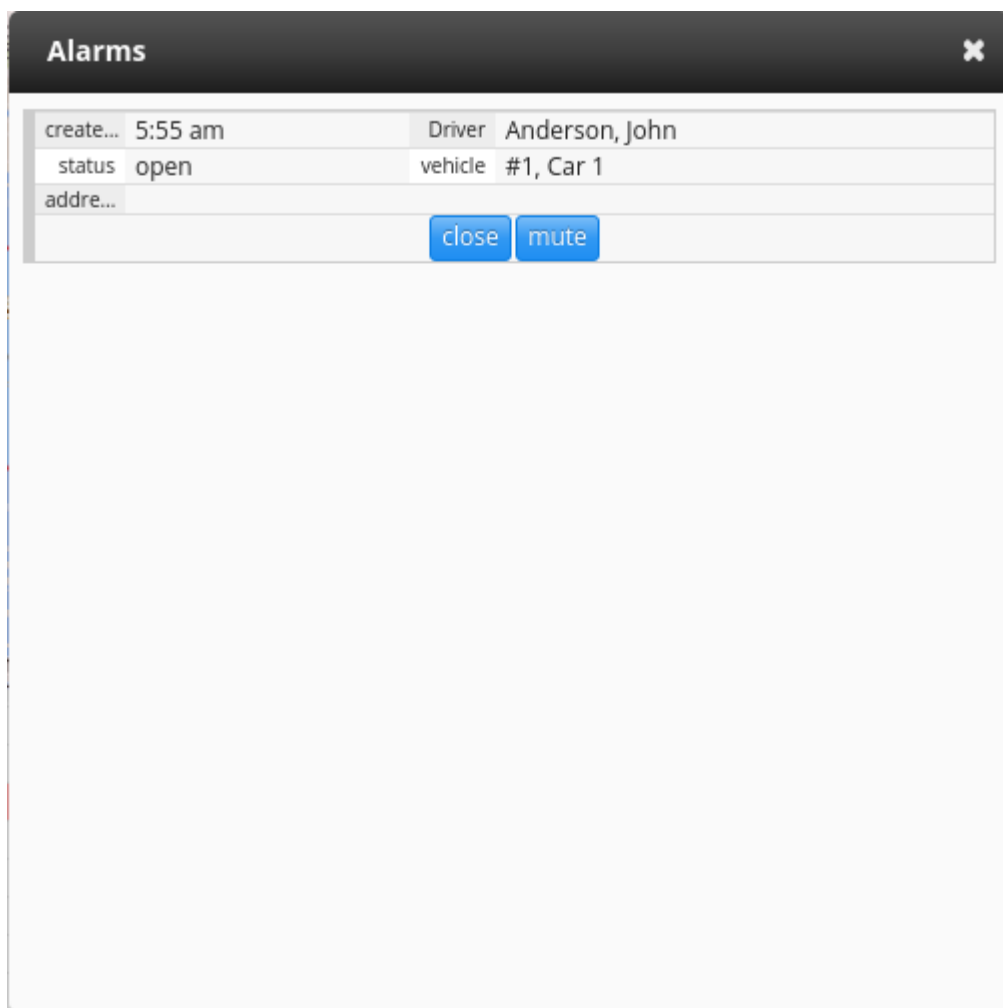 Alarms ✖
create... 5:55 am Driver Anderson, John
status open vehicle #1, Car 1
addre...
close mute